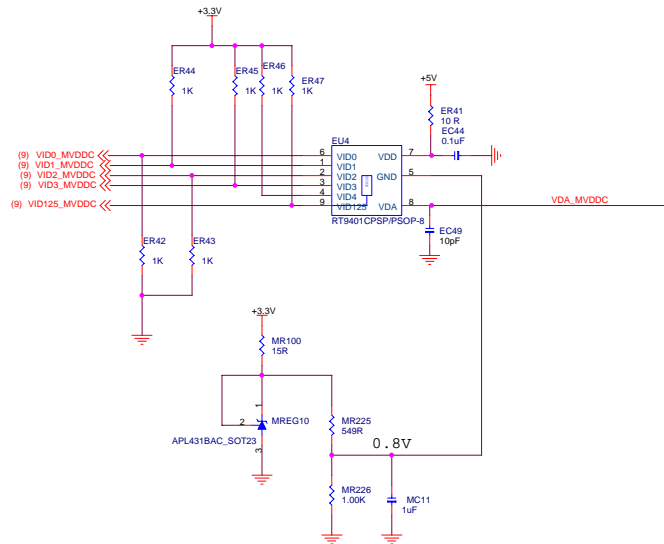 +3.3V
ER44
1K
ER45
1K
ER46
1K
ER47
1K
+5V
ER41
10 R
EC44
0.1uF
EU4
(9) VID0_MVDDC
(9) VID1_MVDDC
(9) VID2_MVDDC
(9) VID3_MVDDC
(9) VID125_MVDDC
6 VID0
1 VID1
2 VID2
3 VID3
4 VID4
9 VID125
VDD 7
GND 5
VDA 8
VDA_MVDDC
RT9401CPSP/PSOP-8
EC49
10pF
ER42
1K
ER43
1K
+3.3V
MR100
15R
1
2
3
MREG10
APL431BAC_SOT23
MR225
549R
0.8V
MR226
1.00K
MC11
1uF